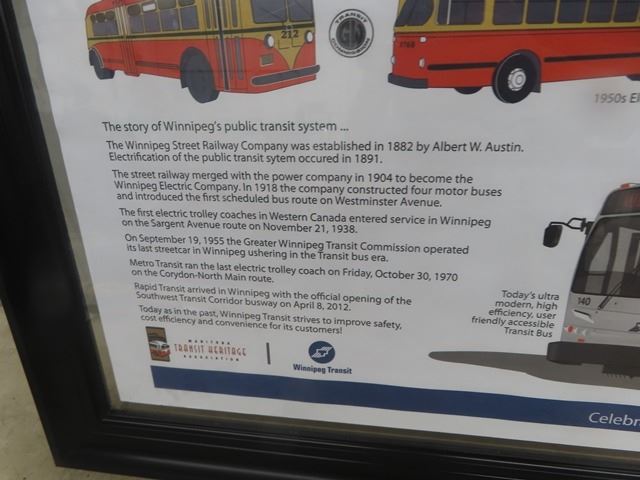 212
TRANSIT
3768
1950s
The story of Winnipeg's public transit system ...
The Winnipeg Street Railway Company was established in 1882 by Albert W. Austin.
Electrification of the public transit sytem occured in 1891.
The street railway merged with the power company in 1904 to become the
Winnipeg Electric Company. In 1918 the company constructed four motor buses
and introduced the first scheduled bus route on Westminster Avenue.
The first electric trolley coaches in Western Canada entered service in Winnipeg
on the Sargent Avenue route on November 21, 1938.
On September 19, 1955 the Greater Winnipeg Transit Commission operated
its last streetcar in Winnipeg ushering in the Transit bus era.
Metro Transit ran the last electric trolley coach on Friday, October 30, 1970
on the Corydon-North Main route.
Rapid Transit arrived in Winnipeg with the official opening of the
Southwest Transit Corridor busway on April 8, 2012.
Today as in the past, Winnipeg Transit strives to improve safety,
cost efficiency and convenience for its customers!
Today's ultra
modern, high
efficiency, user
friendly accessible
Transit Bus
140
MANITOBA
TRANSIT HERITAGE
ASSOCIATION
Winnipeg Transit